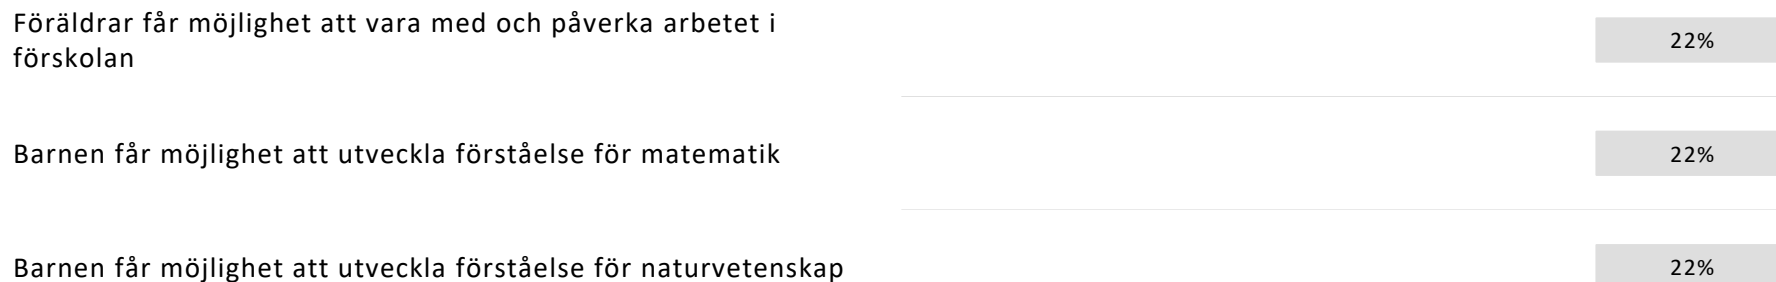 Föräldrar får möjlighet att vara med och påverka arbetet i
förskolan
22%
Barnen får möjlighet att utveckla förståelse för matematik
22%
Barnen får möjlighet att utveckla förståelse för naturvetenskap
22%